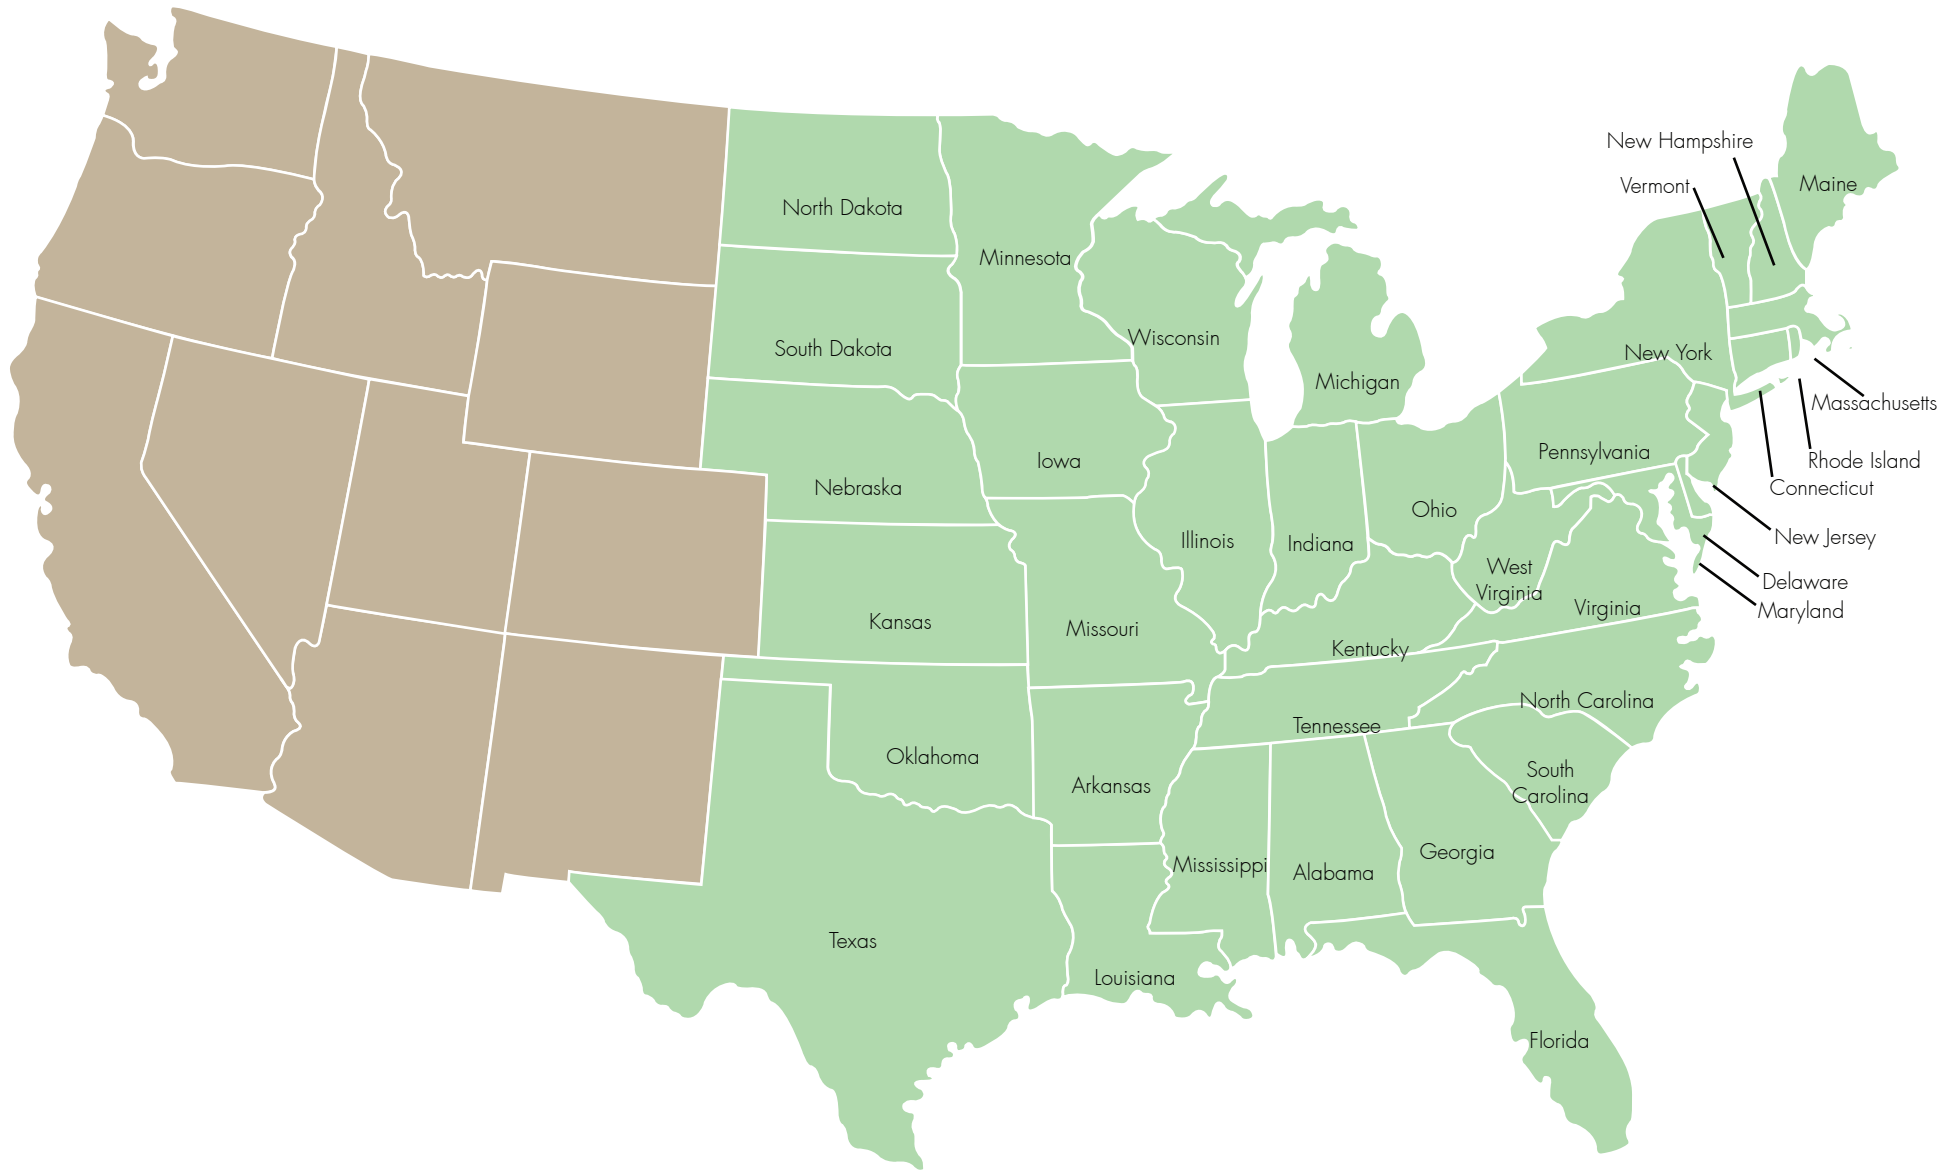 New Hampshire
Vermont
Maine
North Dakota
Minnesota
South Dakota
Wisconsin
New York
Michigan
Massachusetts
Pennsylvania
Iowa
Rhode Island
Nebraska
Connecticut
Ohio
Illinois
Indiana
New Jersey
West
Virginia
Delaware
Virginia
Maryland
Kansas
Missouri
Kentucky
North Carolina
Tennessee
Oklahoma
South
Carolina
Arkansas
Georgia
Mississippi
Alabama
Texas
Louisiana
Florida